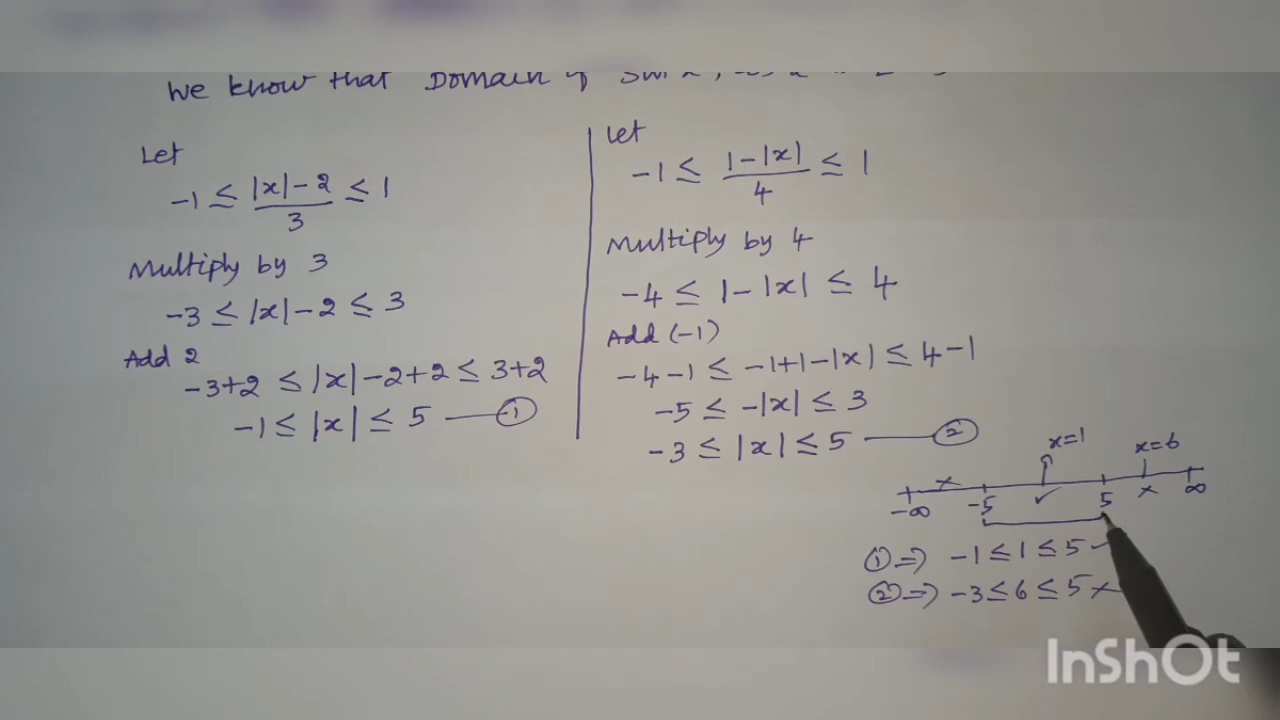 We know that Domain of
Let
-1 ≤ |x|-2/3 ≤ 1
Multiply by 3
-3 ≤ |x|-2 ≤ 3
Add 2
-3+2 ≤ |x|-2+2 ≤ 3+2
-1 ≤ |x| ≤ 5 — ①
Let
-1 ≤ 1-|x|/4 ≤ 1
Multiply by 4
-4 ≤ 1-|x| ≤ 4
Add (-1)
-4-1 ≤ -1+1-|x| ≤ 4-1
-5 ≤ -|x| ≤ 3
-3 ≤ |x| ≤ 5 — ②
x=1 x=6
× 
-∞ -5 ✓ 5 × ∞
① ⇒ -1 ≤ 1 ≤ 5 ✓
② ⇒ -3 ≤ 6 ≤ 5 ×
InShOt